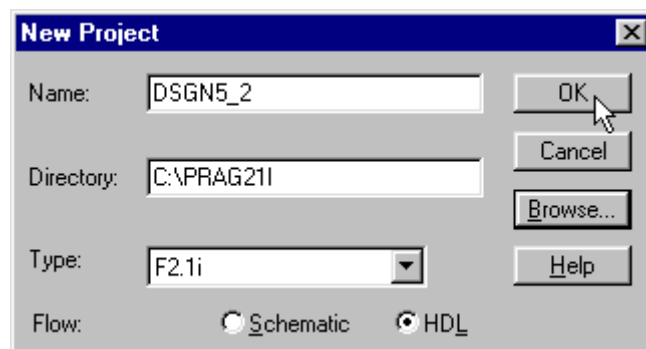 New Project
Name: DSGN5_2 OK
Cancel
Directory: C:\PRAG21I
Browse...
Type: F2.1i Help
Flow: Schematic HDL